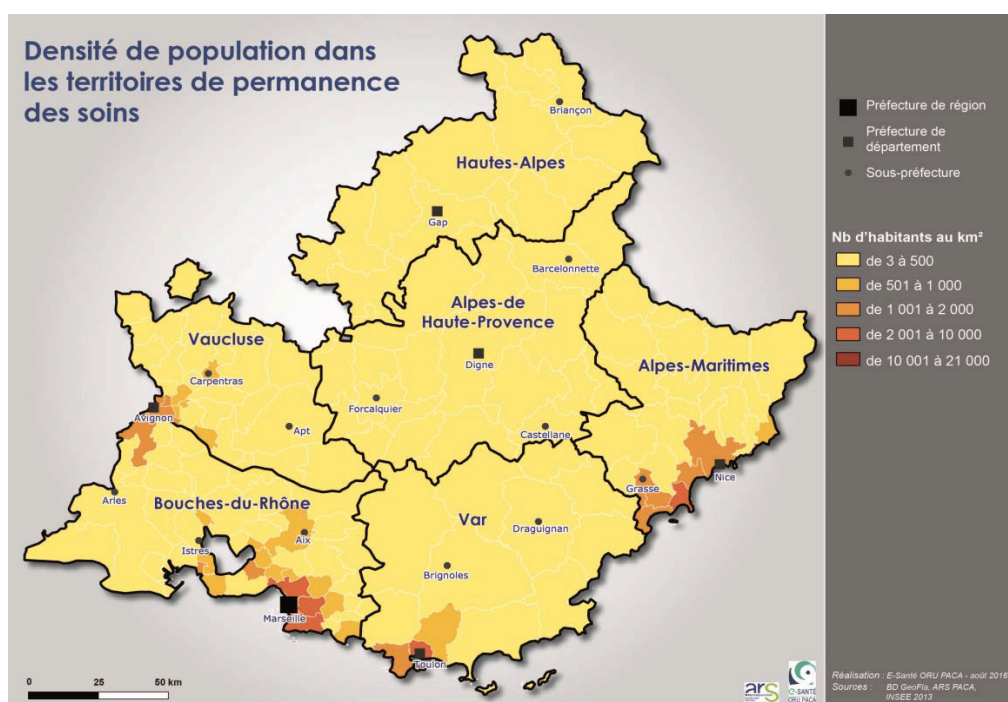 Densité de population dans
les territoires de permanence
des soins
Briançon
Hautes-Alpes
Gap
Barcelonnette
Alpes-de
Haute-Provence
Vaucluse
Digne
Alpes-Maritimes
Carpentras
Forcalquier
Avignon
Apt
Castellane
Nice
Grasse
Arles
Bouches-du-Rhône
Var
Draguignan
Aix
Istres
Brignoles
Marseille
Toulon
0 25 50 km
Préfecture de région
Préfecture de
département
Sous-préfecture
Nb d'habitants au km²
de 3 à 500
de 501 à 1 000
de 1 001 à 2 000
de 2 001 à 10 000
de 10 001 à 21 000
ars
e-SANTÉ
ORU PACA
Réalisation : E-Santé ORU PACA - août 2016
Sources : BD GeoFla, ARS PACA,
INSEE 2013